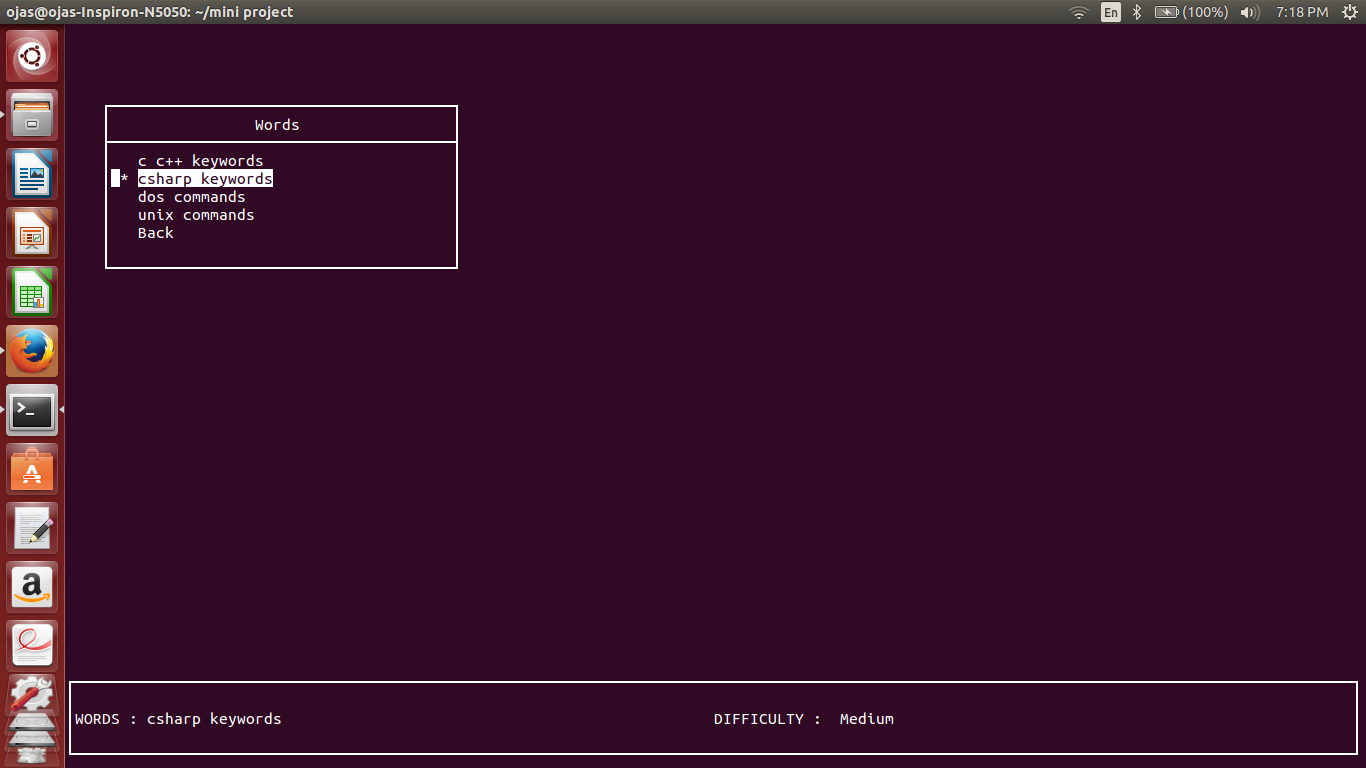 ojas@ojas-Inspiron-N5050: ~/mini project En (100%) 7:18 PM
Words
c c++ keywords
* csharp keywords
dos commands
unix commands
Back
WORDS : csharp keywords DIFFICULTY : Medium